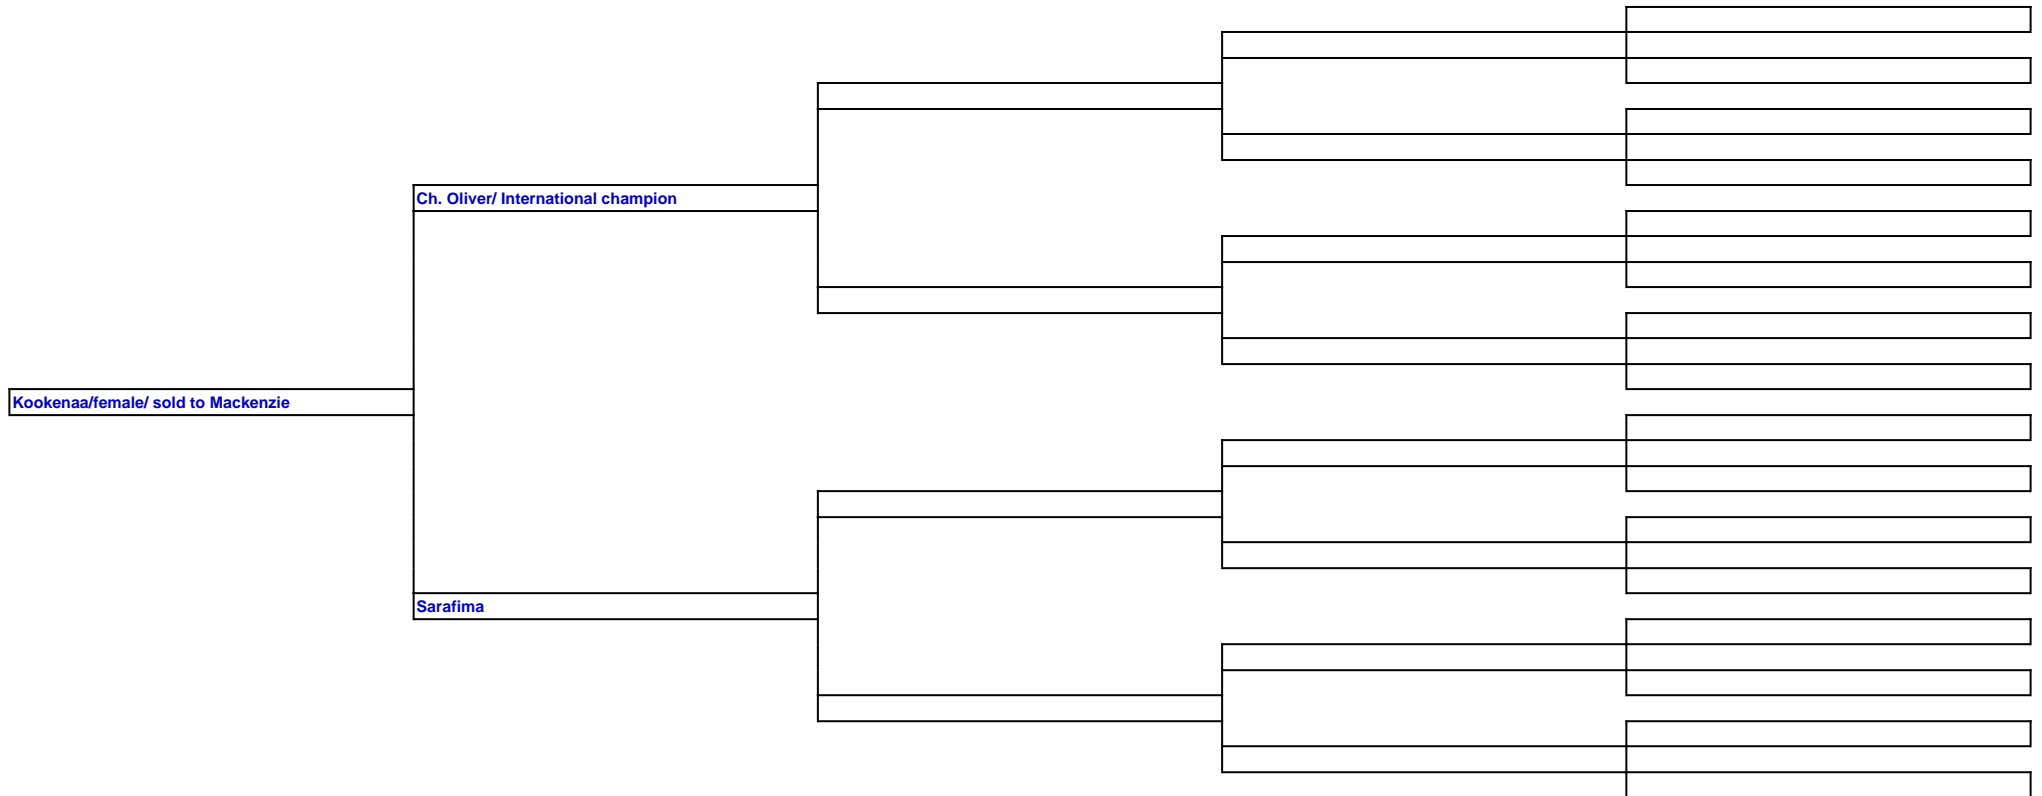 Ch. Oliver/ International champion
Kookenaa/female/ sold to Mackenzie
Sarafima